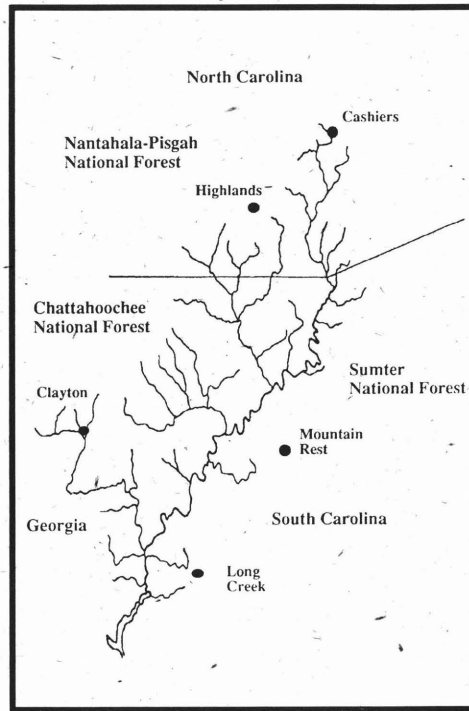 North Carolina
Cashiers
Nantahala-Pisgah
National Forest
Highlands
Chattahoochee
National Forest
Sumter
National Forest
Clayton
Mountain
Rest
Georgia
South Carolina
Long
Creek